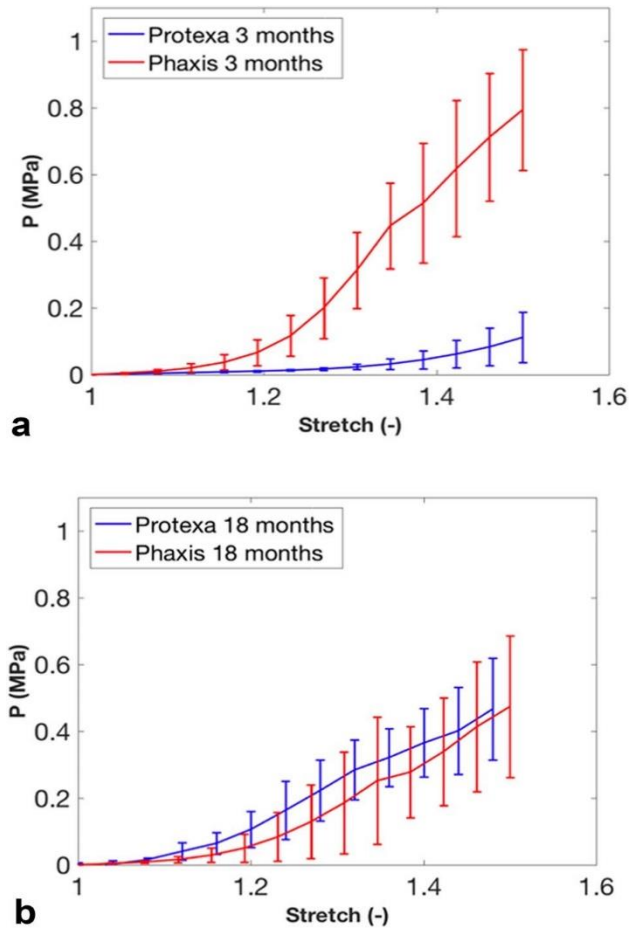 Protexa 3 months
Phaxis 3 months
1
0.8
0.6
0.4
0.2
0
P (MPa)
1
1.2
1.4
1.6
Stretch (-)
a
Protexa 18 months
Phaxis 18 months
1
0.8
0.6
0.4
0.2
0
P (MPa)
1
1.2
1.4
1.6
Stretch (-)
b